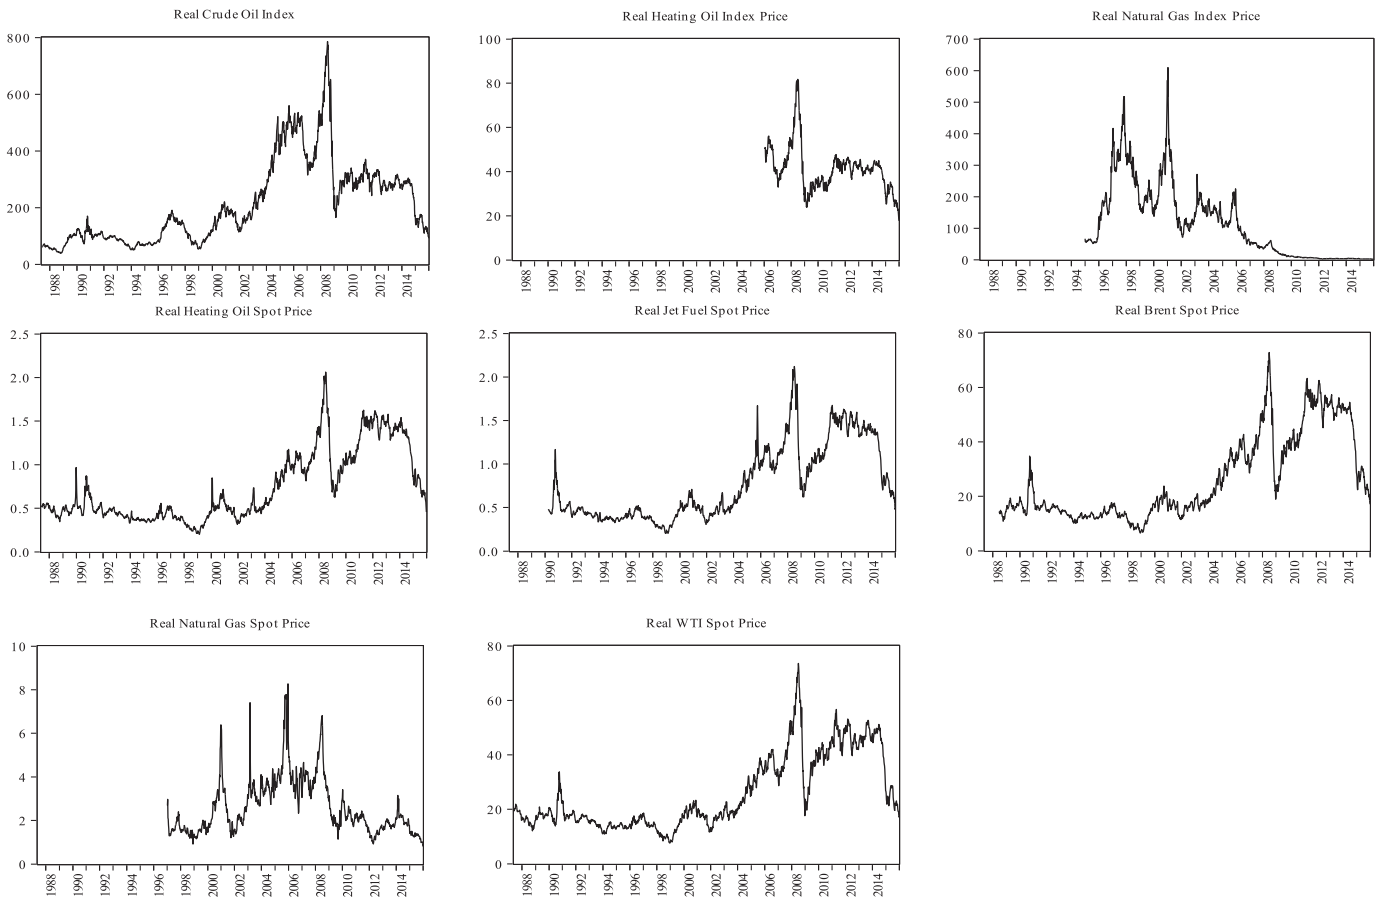 Real Crude Oil Index
800
600
400
200
0
1988 1990 1992 1994 1996 1998 2000 2002 2004 2006 2008 2010 2012 2014
Real Heating Oil Index Price
100
80
60
40
20
0
1988 1990 1992 1994 1996 1998 2000 2002 2004 2006 2008 2010 2012 2014
Real Natural Gas Index Price
700
600
500
400
300
200
100
0
1988 1990 1992 1994 1996 1998 2000 2002 2004 2006 2008 2010 2012 2014
Real Heating Oil Spot Price
2.5
2.0
1.5
1.0
0.5
0.0
1988 1990 1992 1994 1996 1998 2000 2002 2004 2006 2008 2010 2012 2014
Real Jet Fuel Spot Price
2.5
2.0
1.5
1.0
0.5
0.0
1988 1990 1992 1994 1996 1998 2000 2002 2004 2006 2008 2010 2012 2014
Real Brent Spot Price
80
60
40
20
0
1988 1990 1992 1994 1996 1998 2000 2002 2004 2006 2008 2010 2012 2014
Real Natural Gas Spot Price
10
8
6
4
2
0
1988 1990 1992 1994 1996 1998 2000 2002 2004 2006 2008 2010 2012 2014
Real WTI Spot Price
80
60
40
20
0
1988 1990 1992 1994 1996 1998 2000 2002 2004 2006 2008 2010 2012 2014